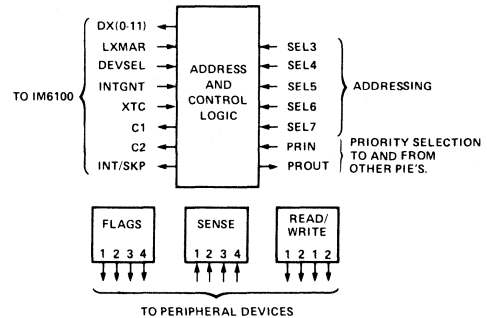 DX(0-11)
LXMAR
DEVSEL
INTGNT
XTC
C1
C2
INT/SKP
TO IM6100
ADDRESS
AND
CONTROL
LOGIC
SEL3
SEL4
SEL5
SEL6
SEL7
PRIN
PROUT
ADDRESSING
PRIORITY SELECTION
TO AND FROM
OTHER PIE'S.
FLAGS
1 2 3 4
SENSE
1 2 3 4
READ/
WRITE
1 2 1 2
TO PERIPHERAL DEVICES